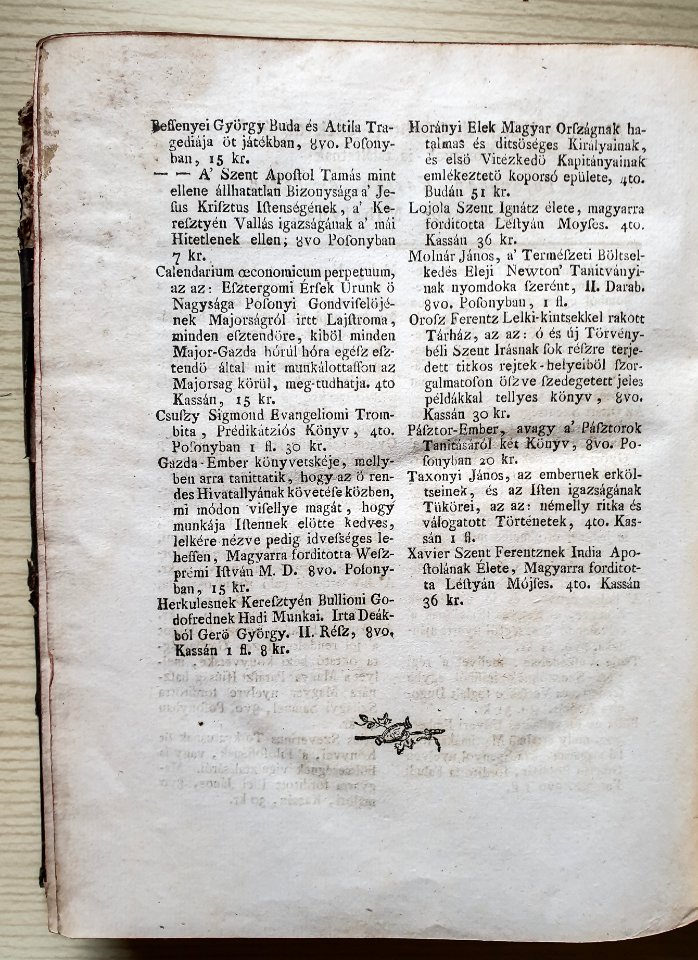 Beſſenyei György Buda és Attila Tra-
gediája öt játékban, 8vo. Poſony-
ban, 15 kr.
— — A' Szent Apoſtol Tamás mint
ellene állhatatlan Bizonysága a' Je-
ſus Kriſztus Iſtenségének, a' Ke-
reſztyén Vallás igazságának a' mái
Hitetlenek ellen; 8vo Poſonyban
7 kr.
Calendarium œconomicum perpetuum,
az az: Eſztergomi Érſek Urunk Ö
Nagysága Poſonyi Gondviſelöjé-
nek Majorságról irtt Lajſtroma,
minden eſztendöre, kiböl minden
Major-Gazda hórúl hóra egéſz eſz-
tendö által mit munkálottaſſon az
Majorsag körül, meg-tudhatja. 4to
Kassán, 15 kr.
Csuſzy Sigmond Evangeliomi Trom-
bita, Prédikátziós Könyv, 4to.
Poſonyban 1 fl. 30 kr.
Gazda-Ember könyvetskéje, melly-
ben arra tanittatik, hogy az ö ren-
des Hivatallyának követéſe közben,
mi módon viſellye magát, hogy
munkája Iſtennek elötte kedves,
lelkére nézve pedig idveſséges le-
heſſen, Magyarra forditotta Weſz-
prémi Iſtván M. D. 8vo. Poſony-
ban, 15 kr.
Herkulesnek Kereſztyén Bullioni Go-
dofrednek Hadi Munkai. Irta Deák-
ból Gerö György. II. Réſz, 8vo,
Kassán 1 fl. 8 kr.
Horányi Elek Magyar Orſzágnak ha-
talmas és ditsöséges Királyainak,
és elsö Vitézkedö Kapitányainak
emlékeztetö koporsó epülete, 4to.
Budán 51 kr.
Lojola Szent Ignátz élete, magyarra
forditotta Léſtyán Moyſes. 4to.
Kassán 36 kr.
Molnár János, a' Természeti Böltsel-
kedés Eleji Newton' Tanitványi-
nak nyomdoka szerént, II. Darab.
8vo. Poſonyban, 1 fl.
Oroſz Ferentz Lelki-kintsekkel rakott
Tárház, az az: ó és új Törvény-
béli Szent Irásnak ſok réſzre terje-
dett titkos rejtek-helyeiböl ſzor-
galmatoſon öſzve ſzedegetett jeles
példákkal tellyes könyv, 8vo.
Kassán 30 kr.
Páſztor-Ember, avagy a' Páſztorok
Tanitásáról két Könyv, 8vo. Po-
ſonyban 20 kr.
Taxonyi János, az embernek erköl-
tseinek, és az Iſten igazságának
Tükörei, az az: némelly ritka és
válogatott Történetek, 4to. Kas-
sán 1 fl.
Xavier Szent Ferentznek India Apo-
ſtolának Élete, Magyarra fordítot-
ta Léſtyán Mójſes. 4to. Kassán
36 kr.